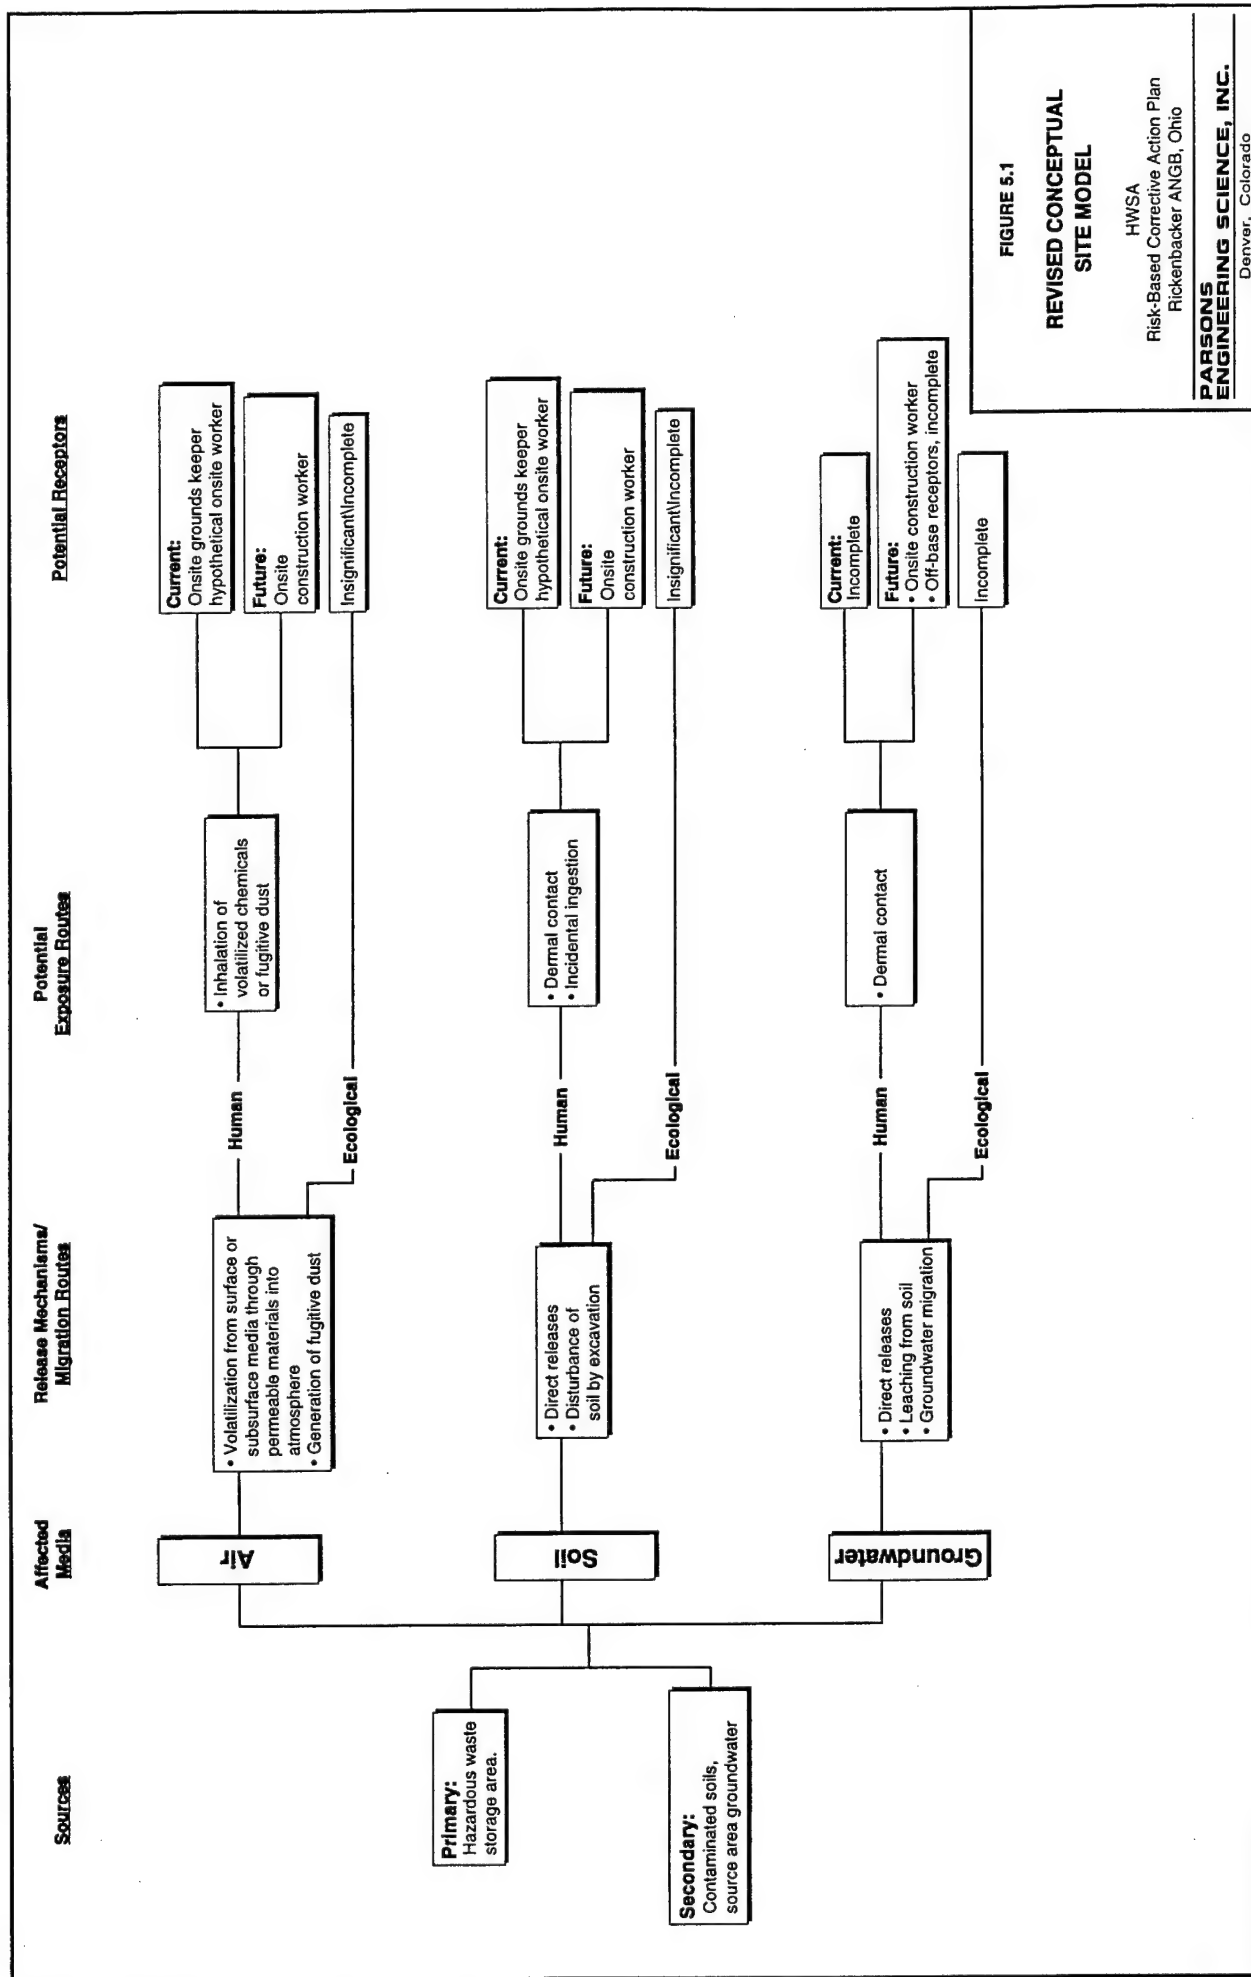 Sources
Affected
Media
Release Mechanisms/
Migration Routes
Potential
Exposure Routes
Potential Receptors
Primary:
Hazardous waste
storage area.
Secondary:
Contaminated soils,
source area groundwater
Air
• Volatilization from surface or
subsurface media through
permeable materials into
atmosphere
• Generation of fugitive dust
Human
• Inhalation of
volatilized chemicals
or fugitive dust
Current:
Onsite grounds keeper
hypothetical onsite worker
Future:
Onsite
construction worker
Ecological
Insignificant\Incomplete
Soil
• Direct releases
• Disturbance of
soil by excavation
Human
• Dermal contact
• Incidental ingestion
Current:
Onsite grounds keeper
hypothetical onsite worker
Future:
Onsite
construction worker
Ecological
Insignificant\Incomplete
Groundwater
• Direct releases
• Leaching from soil
• Groundwater migration
Human
• Dermal contact
Current:
Incomplete
Future:
• Onsite construction worker
• Off-base receptors, incomplete
Ecological
Incomplete
FIGURE 5.1
REVISED CONCEPTUAL
SITE MODEL
HWSA
Risk-Based Corrective Action Plan
Rickenbacker ANGB, Ohio
PARSONS
ENGINEERING SCIENCE, INC.
Denver, Colorado